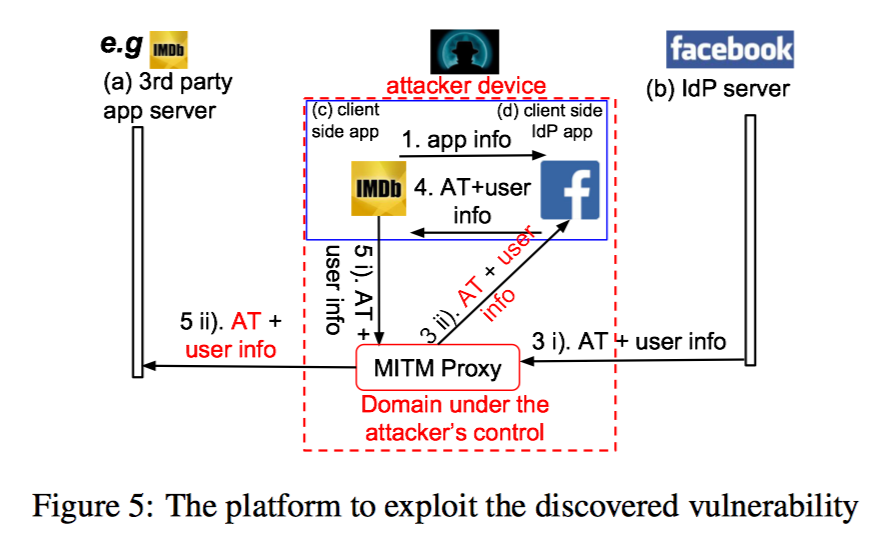 e.g IMDb
(a) 3rd party
app server
attacker device
facebook
(b) IdP server
(c) client
side app
(d) client side
IdP app
1. app info
IMDb
f
4. AT+user
info
5 i). AT +
user info
3 ii). AT + user
info
5 ii). AT +
user info
3 i). AT + user info
MITM Proxy
Domain under the
attacker's control
Figure 5: The platform to exploit the discovered vulnerability